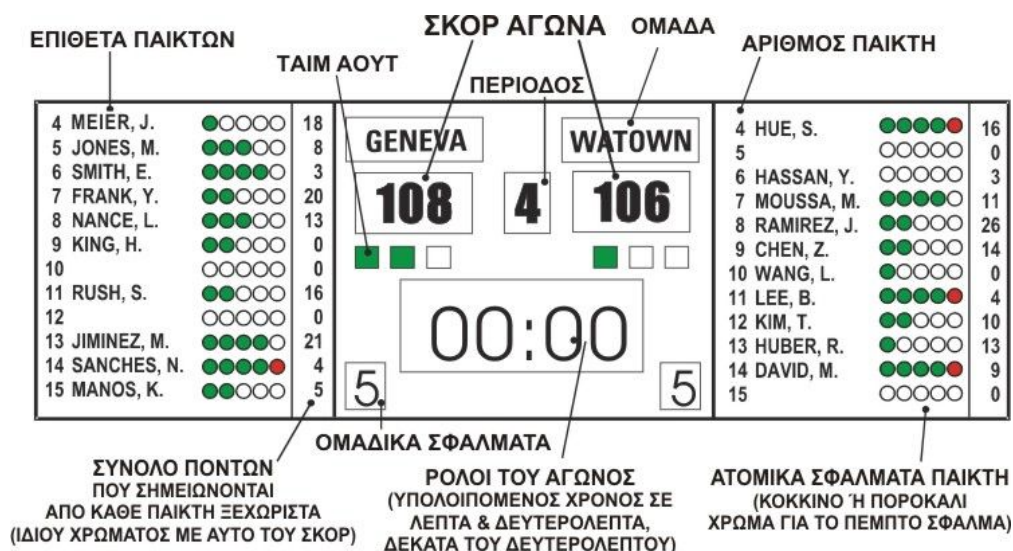 ΕΠΙΘΕΤΑ ΠΑΙΚΤΩΝ
ΤΑΙΜ ΑΟΥΤ
ΣΚΟΡ ΑΓΩΝΑ
ΠΕΡΙΟΔΟΣ
ΟΜΑΔΑ
ΑΡΙΘΜΟΣ ΠΑΙΚΤΗ
4 MEIER, J. 18
5 JONES, M. 8
6 SMITH, E. 3
7 FRANK, Y. 20
8 NANCE, L. 13
9 KING, H. 0
10 0
11 RUSH, S. 16
12 0
13 JIMINEZ, M. 21
14 SANCHES, N. 4
15 MANOS, K. 5
GENEVA WATOWN
108 4 106
00:00
5 5
4 HUE, S. 16
5 0
6 HASSAN, Y. 3
7 MOUSSA, M. 11
8 RAMIREZ, J. 26
9 CHEN, Z. 14
10 WANG, L. 0
11 LEE, B. 4
12 KIM, T. 10
13 HUBER, R. 13
14 DAVID, M. 9
15 0
ΣΥΝΟΛΟ ΠΟΝΤΩΝ
ΠΟΥ ΣΗΜΕΙΩΝΟΝΤΑΙ
ΑΠΟ ΚΑΘΕ ΠΑΙΚΤΗ ΞΕΧΩΡΙΣΤΑ
(ΙΔΙΟΥ ΧΡΩΜΑΤΟΣ ΜΕ ΑΥΤΟ ΤΟΥ ΣΚΟΡ)
ΟΜΑΔΙΚΑ ΣΦΑΛΜΑΤΑ
ΡΟΛΟΙ ΤΟΥ ΑΓΩΝΟΣ
(ΥΠΟΛΟΙΠΟΜΕΝΟΣ ΧΡΟΝΟΣ ΣΕ
ΛΕΠΤΑ & ΔΕΥΤΕΡΟΛΕΠΤΑ,
ΔΕΚΑΤΑ ΤΟΥ ΔΕΥΤΕΡΟΛΕΠΤΟΥ)
ΑΤΟΜΙΚΑ ΣΦΑΛΜΑΤΑ ΠΑΙΚΤΗ
(ΚΟΚΚΙΝΟ Ή ΠΟΡΟΚΑΛΙ
ΧΡΩΜΑ ΓΙΑ ΤΟ ΠΕΜΠΤΟ ΣΦΑΛΜΑ)